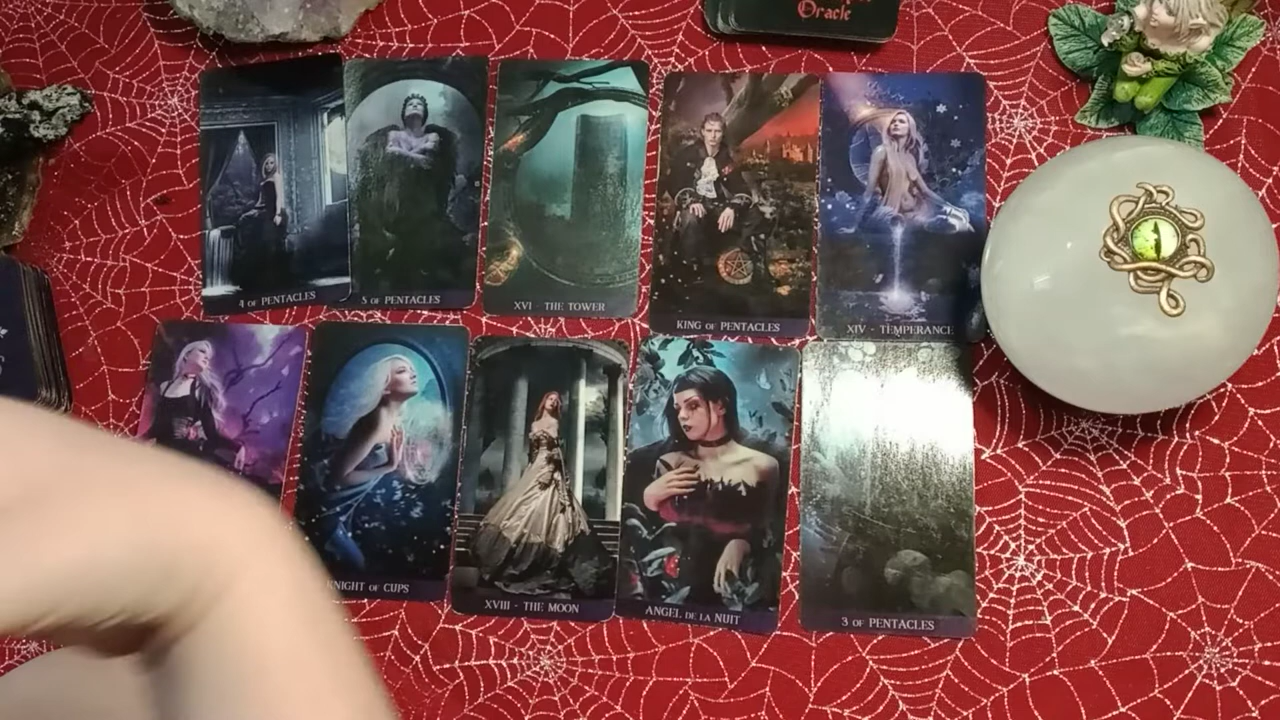 Oracle
4 OF PENTACLES
5 OF PENTACLES
XVI - THE TOWER
KING OF PENTACLES
XIV - TEMPERANCE
KNIGHT OF CUPS
XVIII - THE MOON
ANGEL DE LA NUIT
3 OF PENTACLES